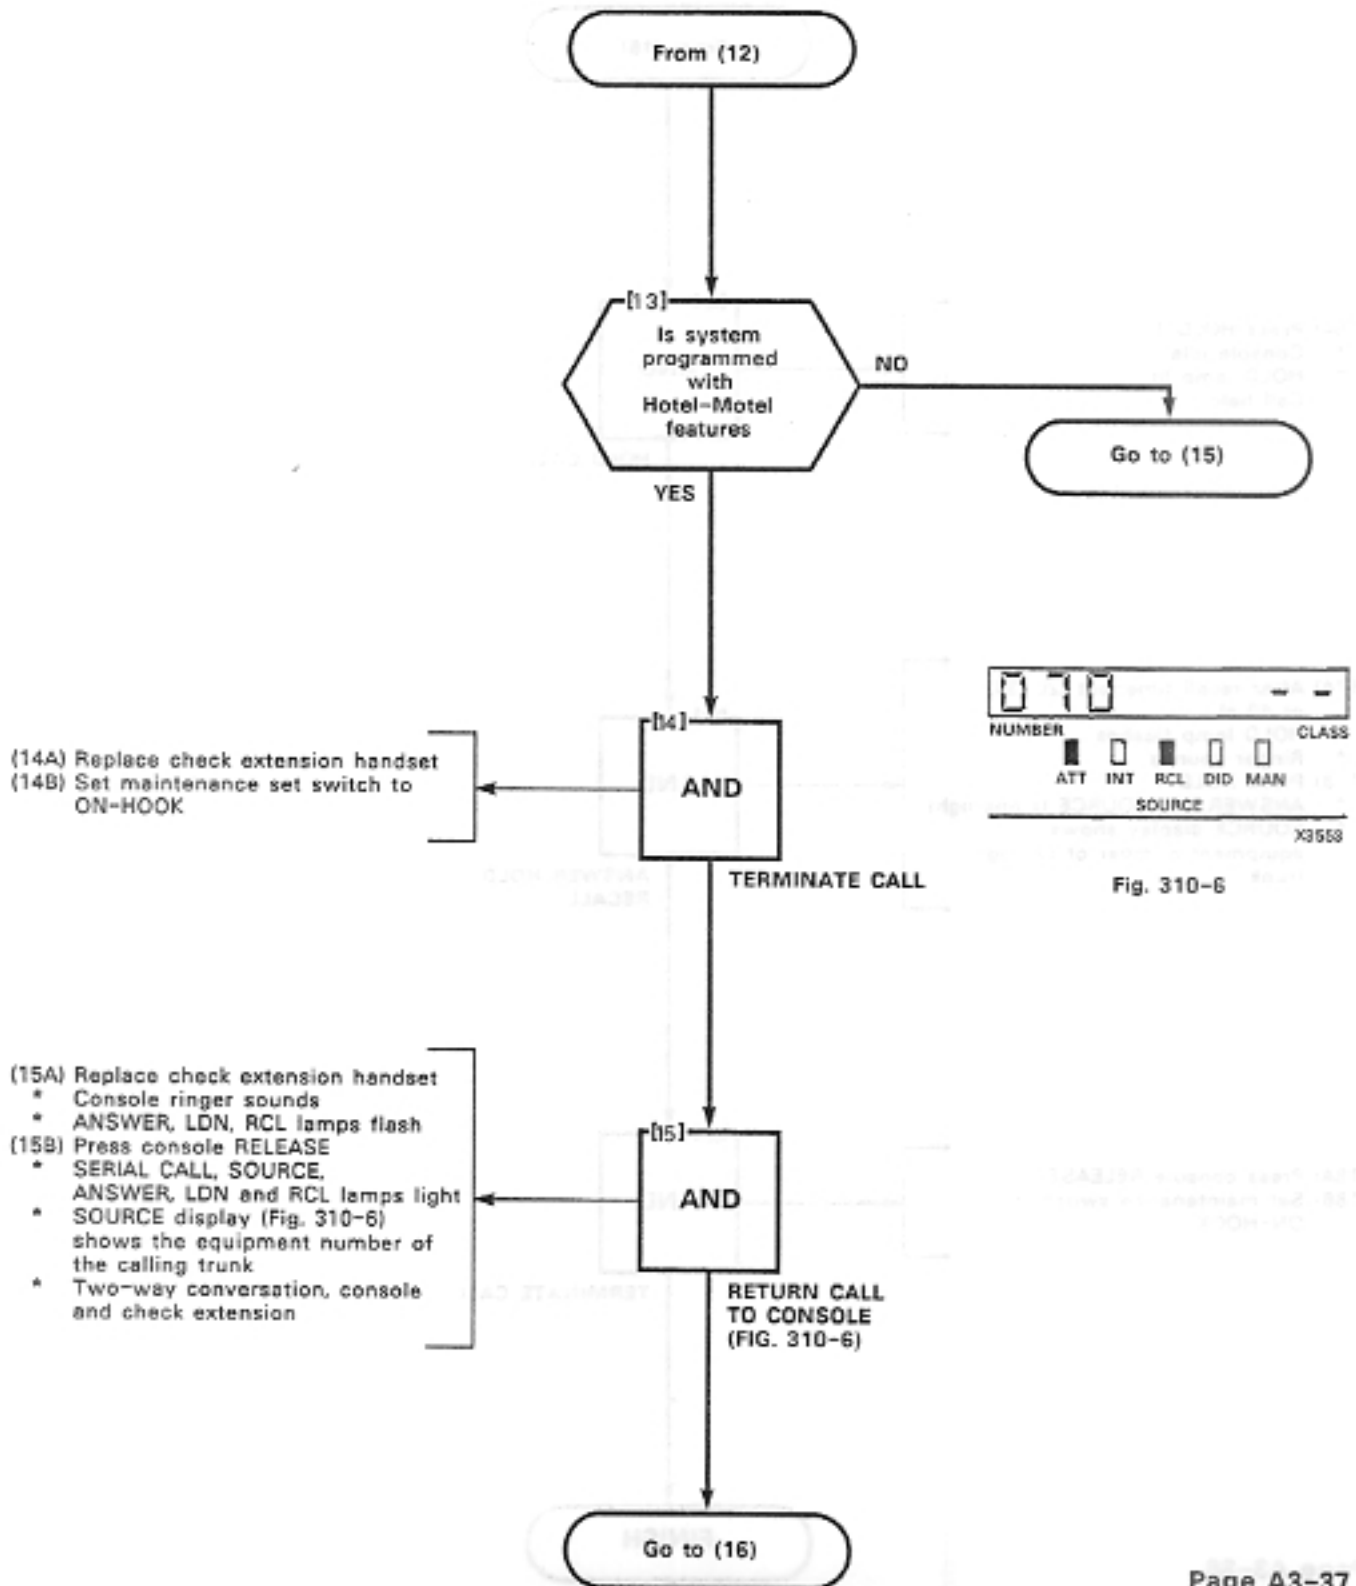 From (12)
[13]
Is system
programmed
with
Hotel-Motel
features
NO
Go to (15)
YES
[14]
AND
(14A) Replace check extension handset
(14B) Set maintenance set switch to
ON-HOOK
TERMINATE CALL
070 - -
NUMBER CLASS
ATT INT RCL DID MAN
SOURCE
X3553
Fig. 310-6
[15]
AND
(15A) Replace check extension handset
* Console ringer sounds
* ANSWER, LDN, RCL lamps flash
(15B) Press console RELEASE
* SERIAL CALL, SOURCE,
ANSWER, LDN and RCL lamps light
* SOURCE display (Fig. 310-6)
shows the equipment number of
the calling trunk
* Two-way conversation, console
and check extension
RETURN CALL
TO CONSOLE
(FIG. 310-6)
Go to (16)
Page A3-37